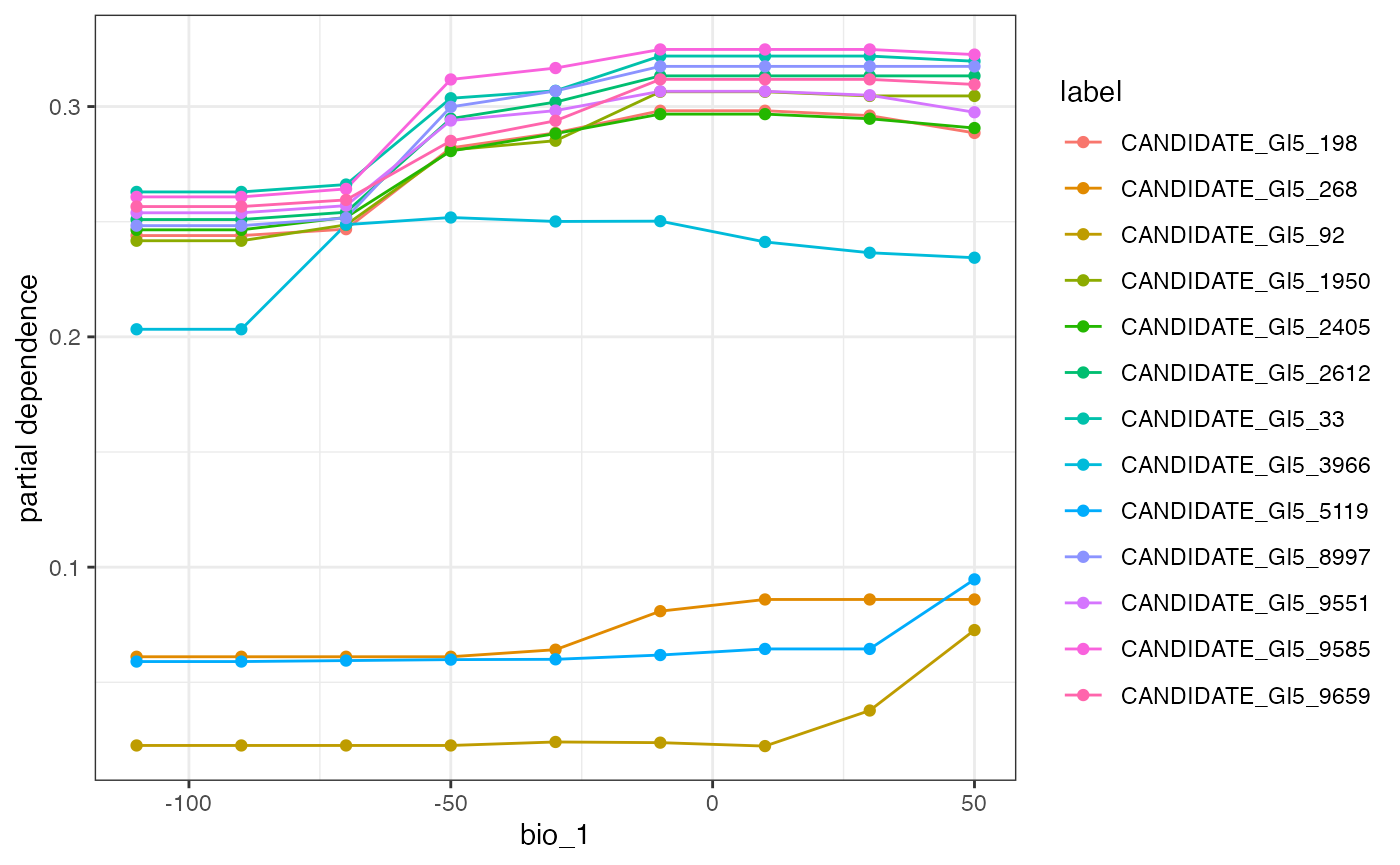 0.3
0.2
0.1
-100
-50
0
50
bio_1
partial dependence
label
CANDIDATE_GI5_198
CANDIDATE_GI5_268
CANDIDATE_GI5_92
CANDIDATE_GI5_1950
CANDIDATE_GI5_2405
CANDIDATE_GI5_2612
CANDIDATE_GI5_33
CANDIDATE_GI5_3966
CANDIDATE_GI5_5119
CANDIDATE_GI5_8997
CANDIDATE_GI5_9551
CANDIDATE_GI5_9585
CANDIDATE_GI5_9659